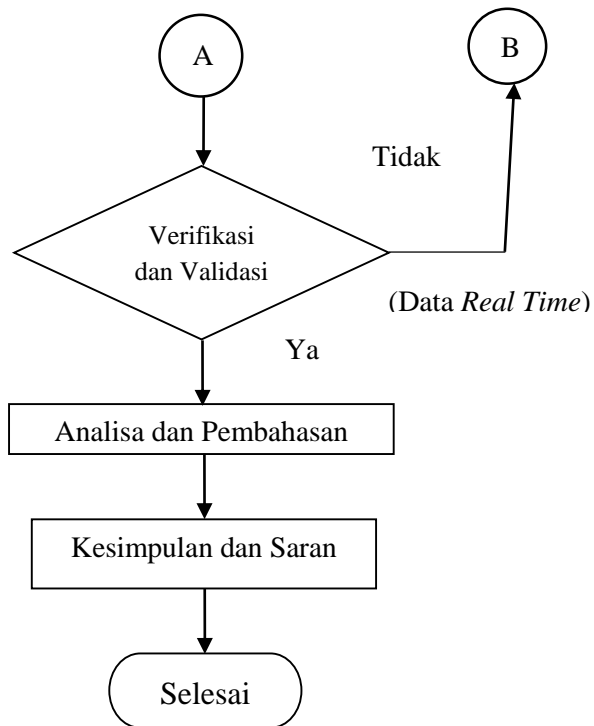 A
B
Tidak
Verifikasi
dan Validasi
(Data Real Time)
Ya
Analisa dan Pembahasan
Kesimpulan dan Saran
Selesai